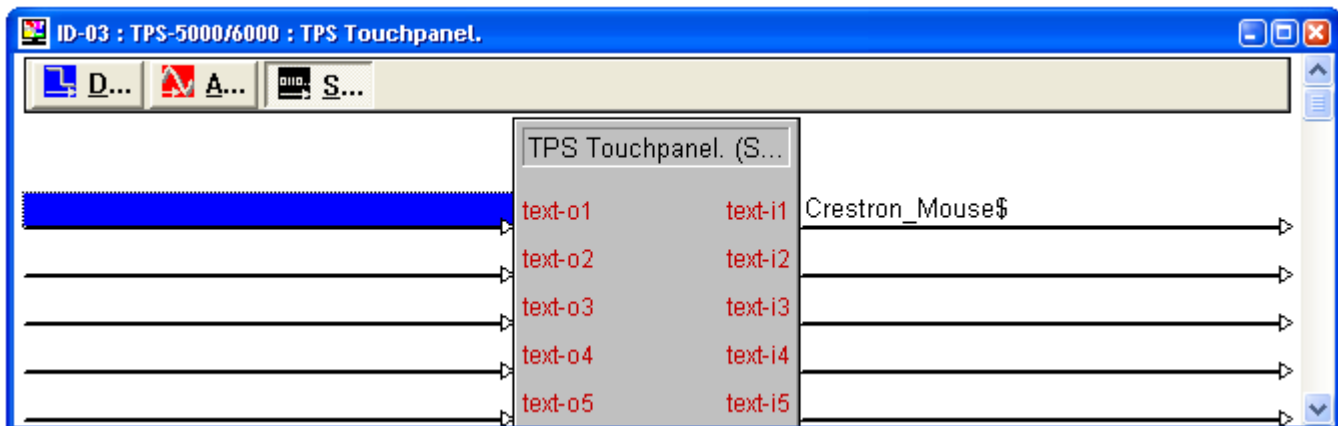 ID-03 : TPS-5000/6000 : TPS Touchpanel.
D... A... S...
TPS Touchpanel. (S...
text-o1 text-i1 Crestron_Mouse$
text-o2 text-i2
text-o3 text-i3
text-o4 text-i4
text-o5 text-i5